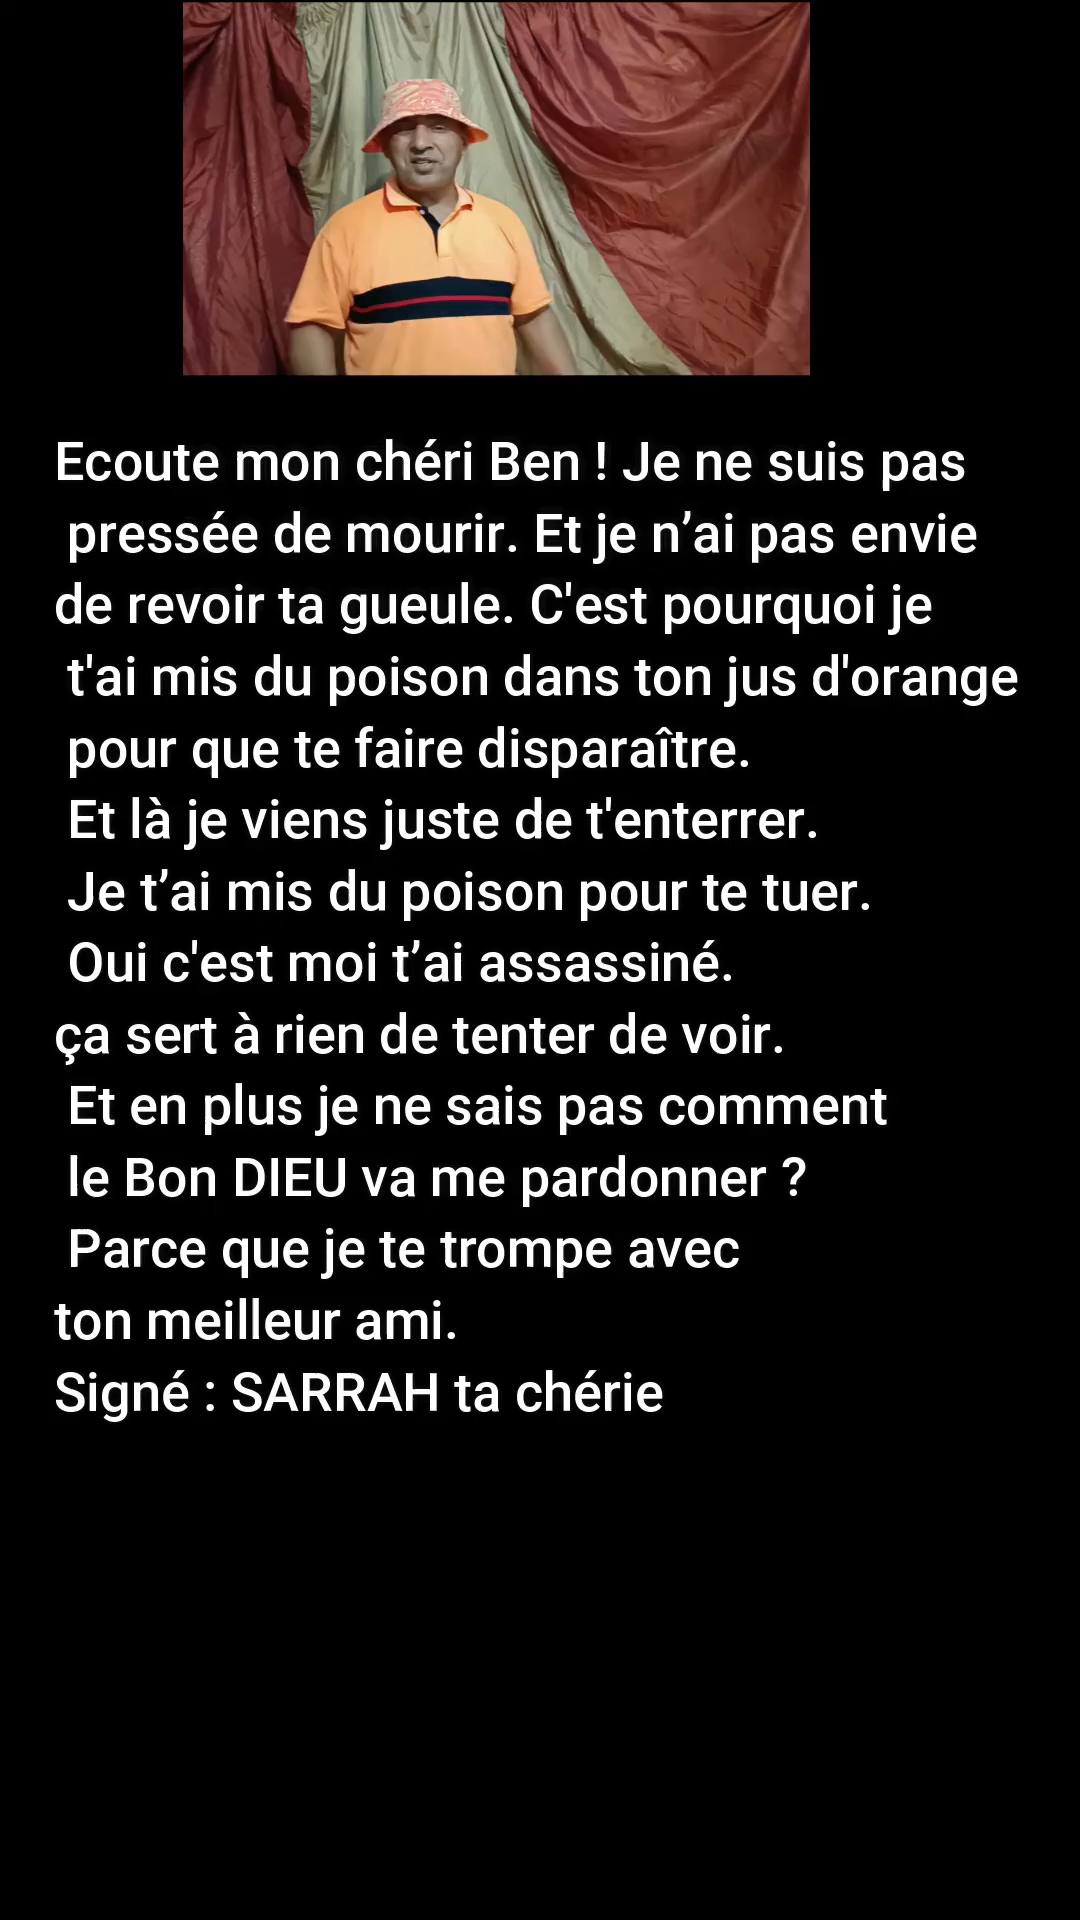 Ecoute mon chéri Ben ! Je ne suis pas
pressée de mourir. Et je n’ai pas envie
de revoir ta gueule. C'est pourquoi je
t'ai mis du poison dans ton jus d'orange
pour que te faire disparaître.
Et là je viens juste de t'enterrer.
Je t’ai mis du poison pour te tuer.
Oui c'est moi t’ai assassiné.
ça sert à rien de tenter de voir.
Et en plus je ne sais pas comment
le Bon DIEU va me pardonner ?
Parce que je te trompe avec
ton meilleur ami.
Signé : SARRAH ta chérie